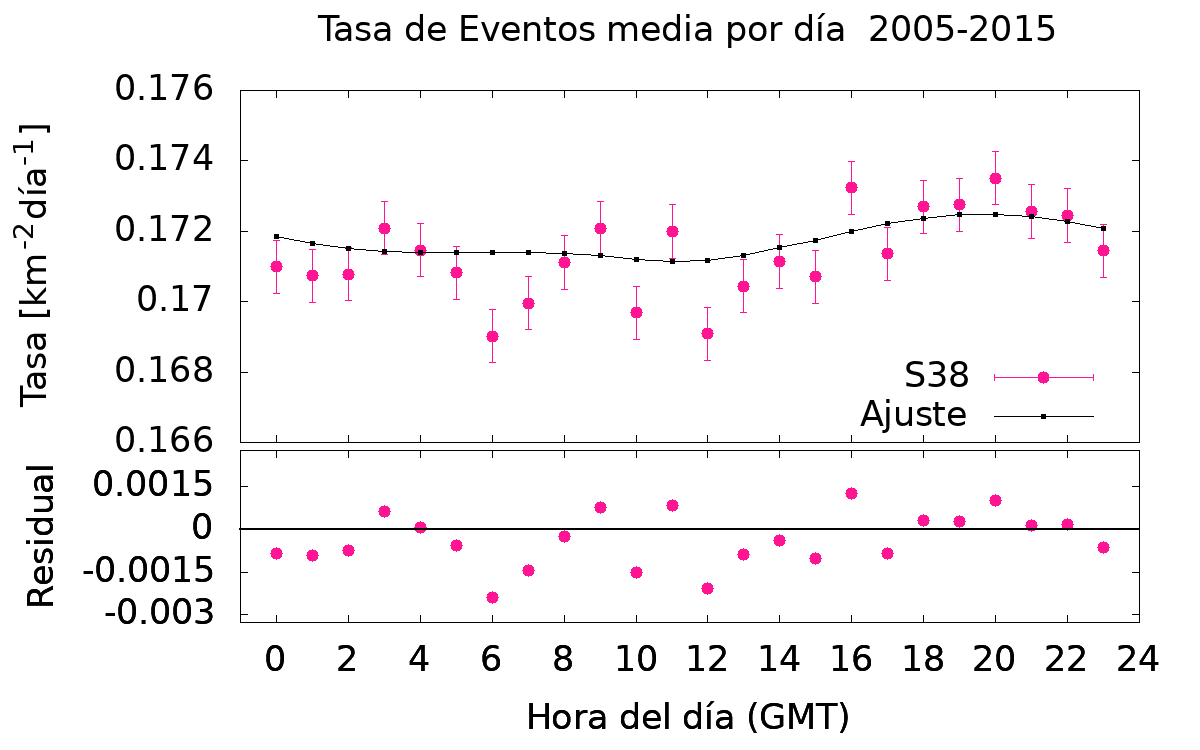 Tasa de Eventos media por día 2005-2015
Tasa [km⁻² día⁻¹]
0.176
0.174
0.172
0.17
0.168
0.166
S38
Ajuste
Residual
0.0015
0
-0.0015
-0.003
0 2 4 6 8 10 12 14 16 18 20 22 24
Hora del día (GMT)